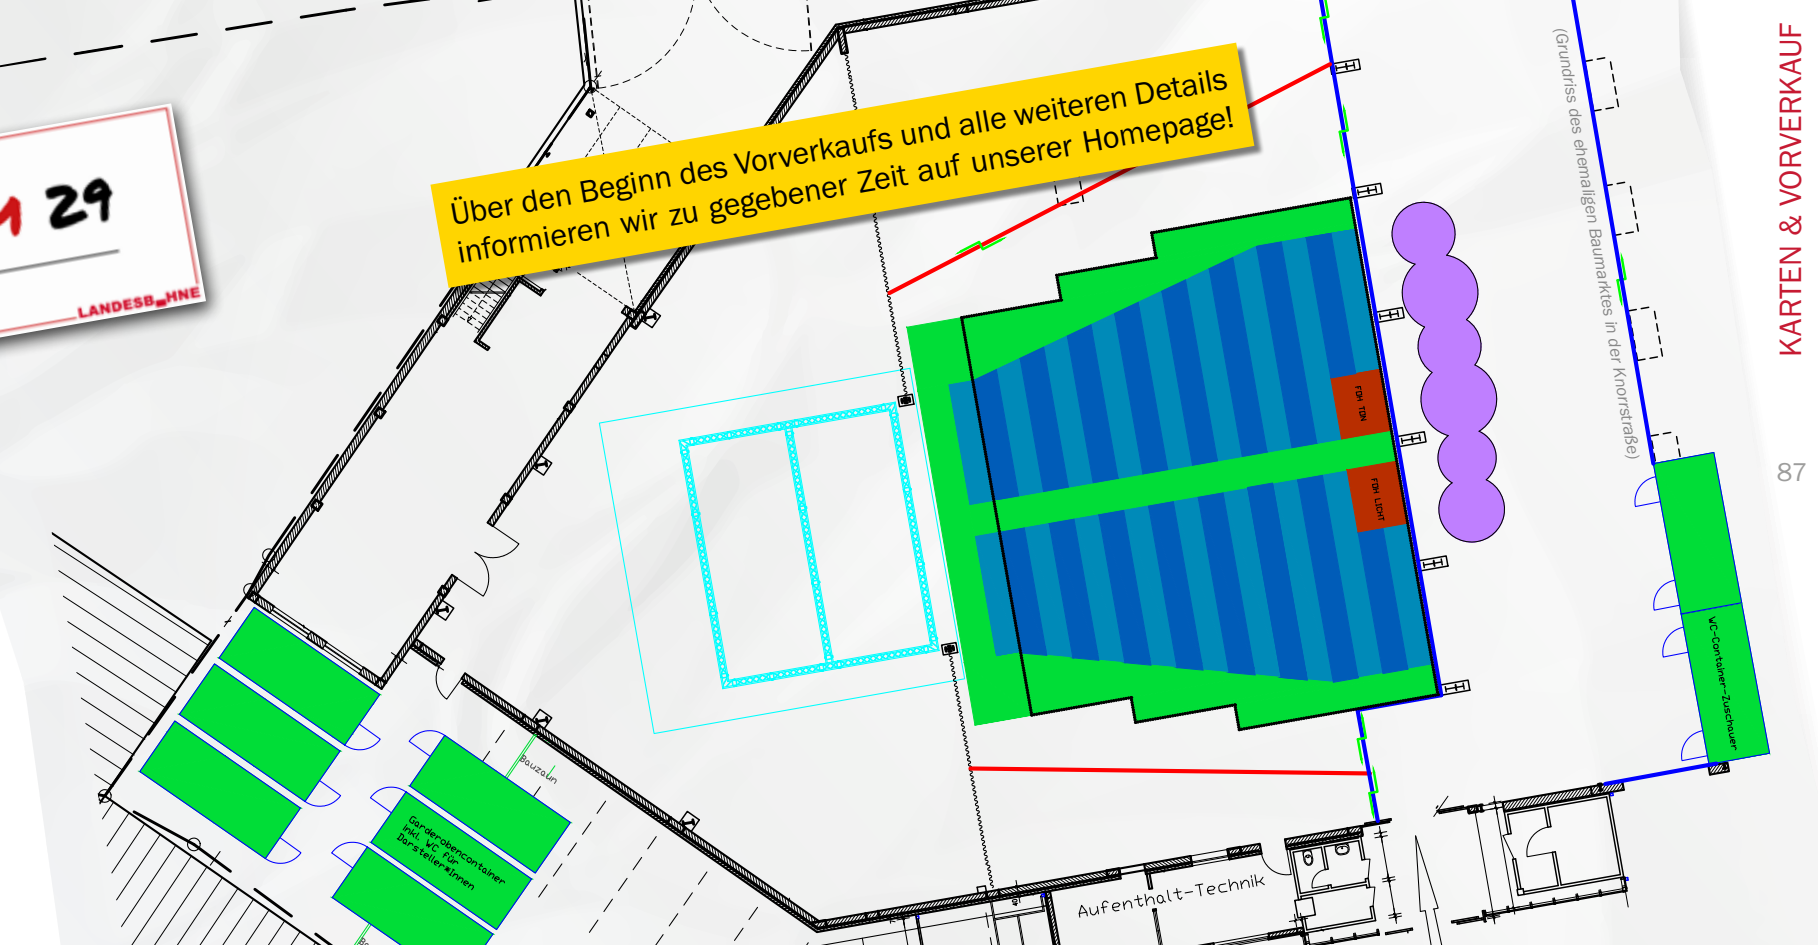 Über den Beginn des Vorverkaufs und alle weiteren Details
informieren wir zu gegebener Zeit auf unserer Homepage!
29
LANDESBÜHNE
KARTEN & VORVERKAUF
87
(Grundriss des ehemaligen Baumarktes in der Knorrstraße)
FOH TON
FOH LICHT
WC-Container-Zuschauer
Bauzaun
Garderobencontainer
inkl. WC für
Darsteller*Innen
Aufenthalt-Technik